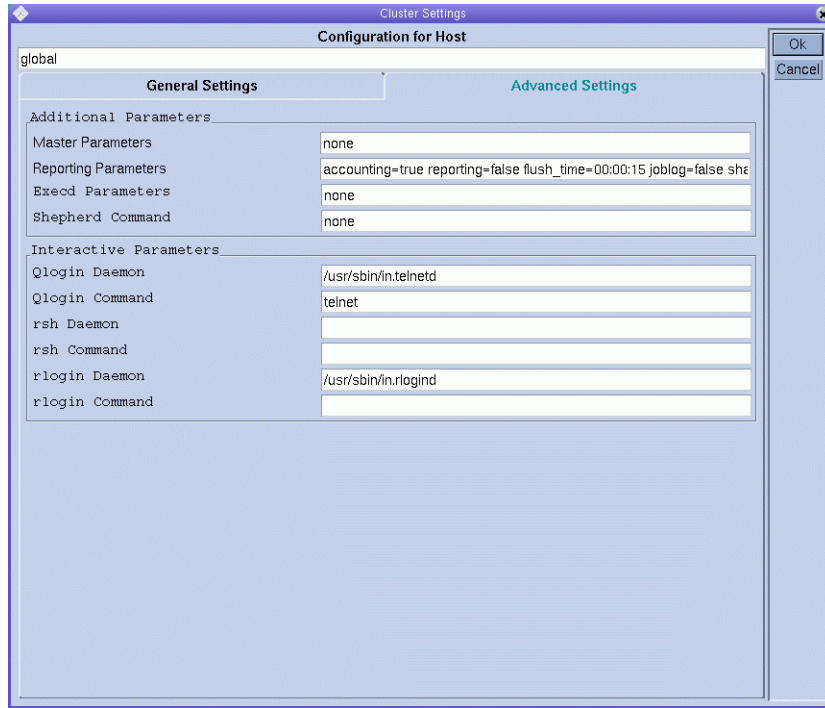 Cluster Settings
Configuration for Host
Ok
global
Cancel
General Settings
Advanced Settings
Additional Parameters
Master Parameters
none
Reporting Parameters
accounting=true reporting=false flush_time=00:00:15 joblog=false sha
Execd Parameters
none
Shepherd Command
none
Interactive Parameters
Qlogin Daemon
/usr/sbin/in.telnetd
Qlogin Command
telnet
rsh Daemon
rsh Command
rlogin Daemon
/usr/sbin/in.rlogind
rlogin Command